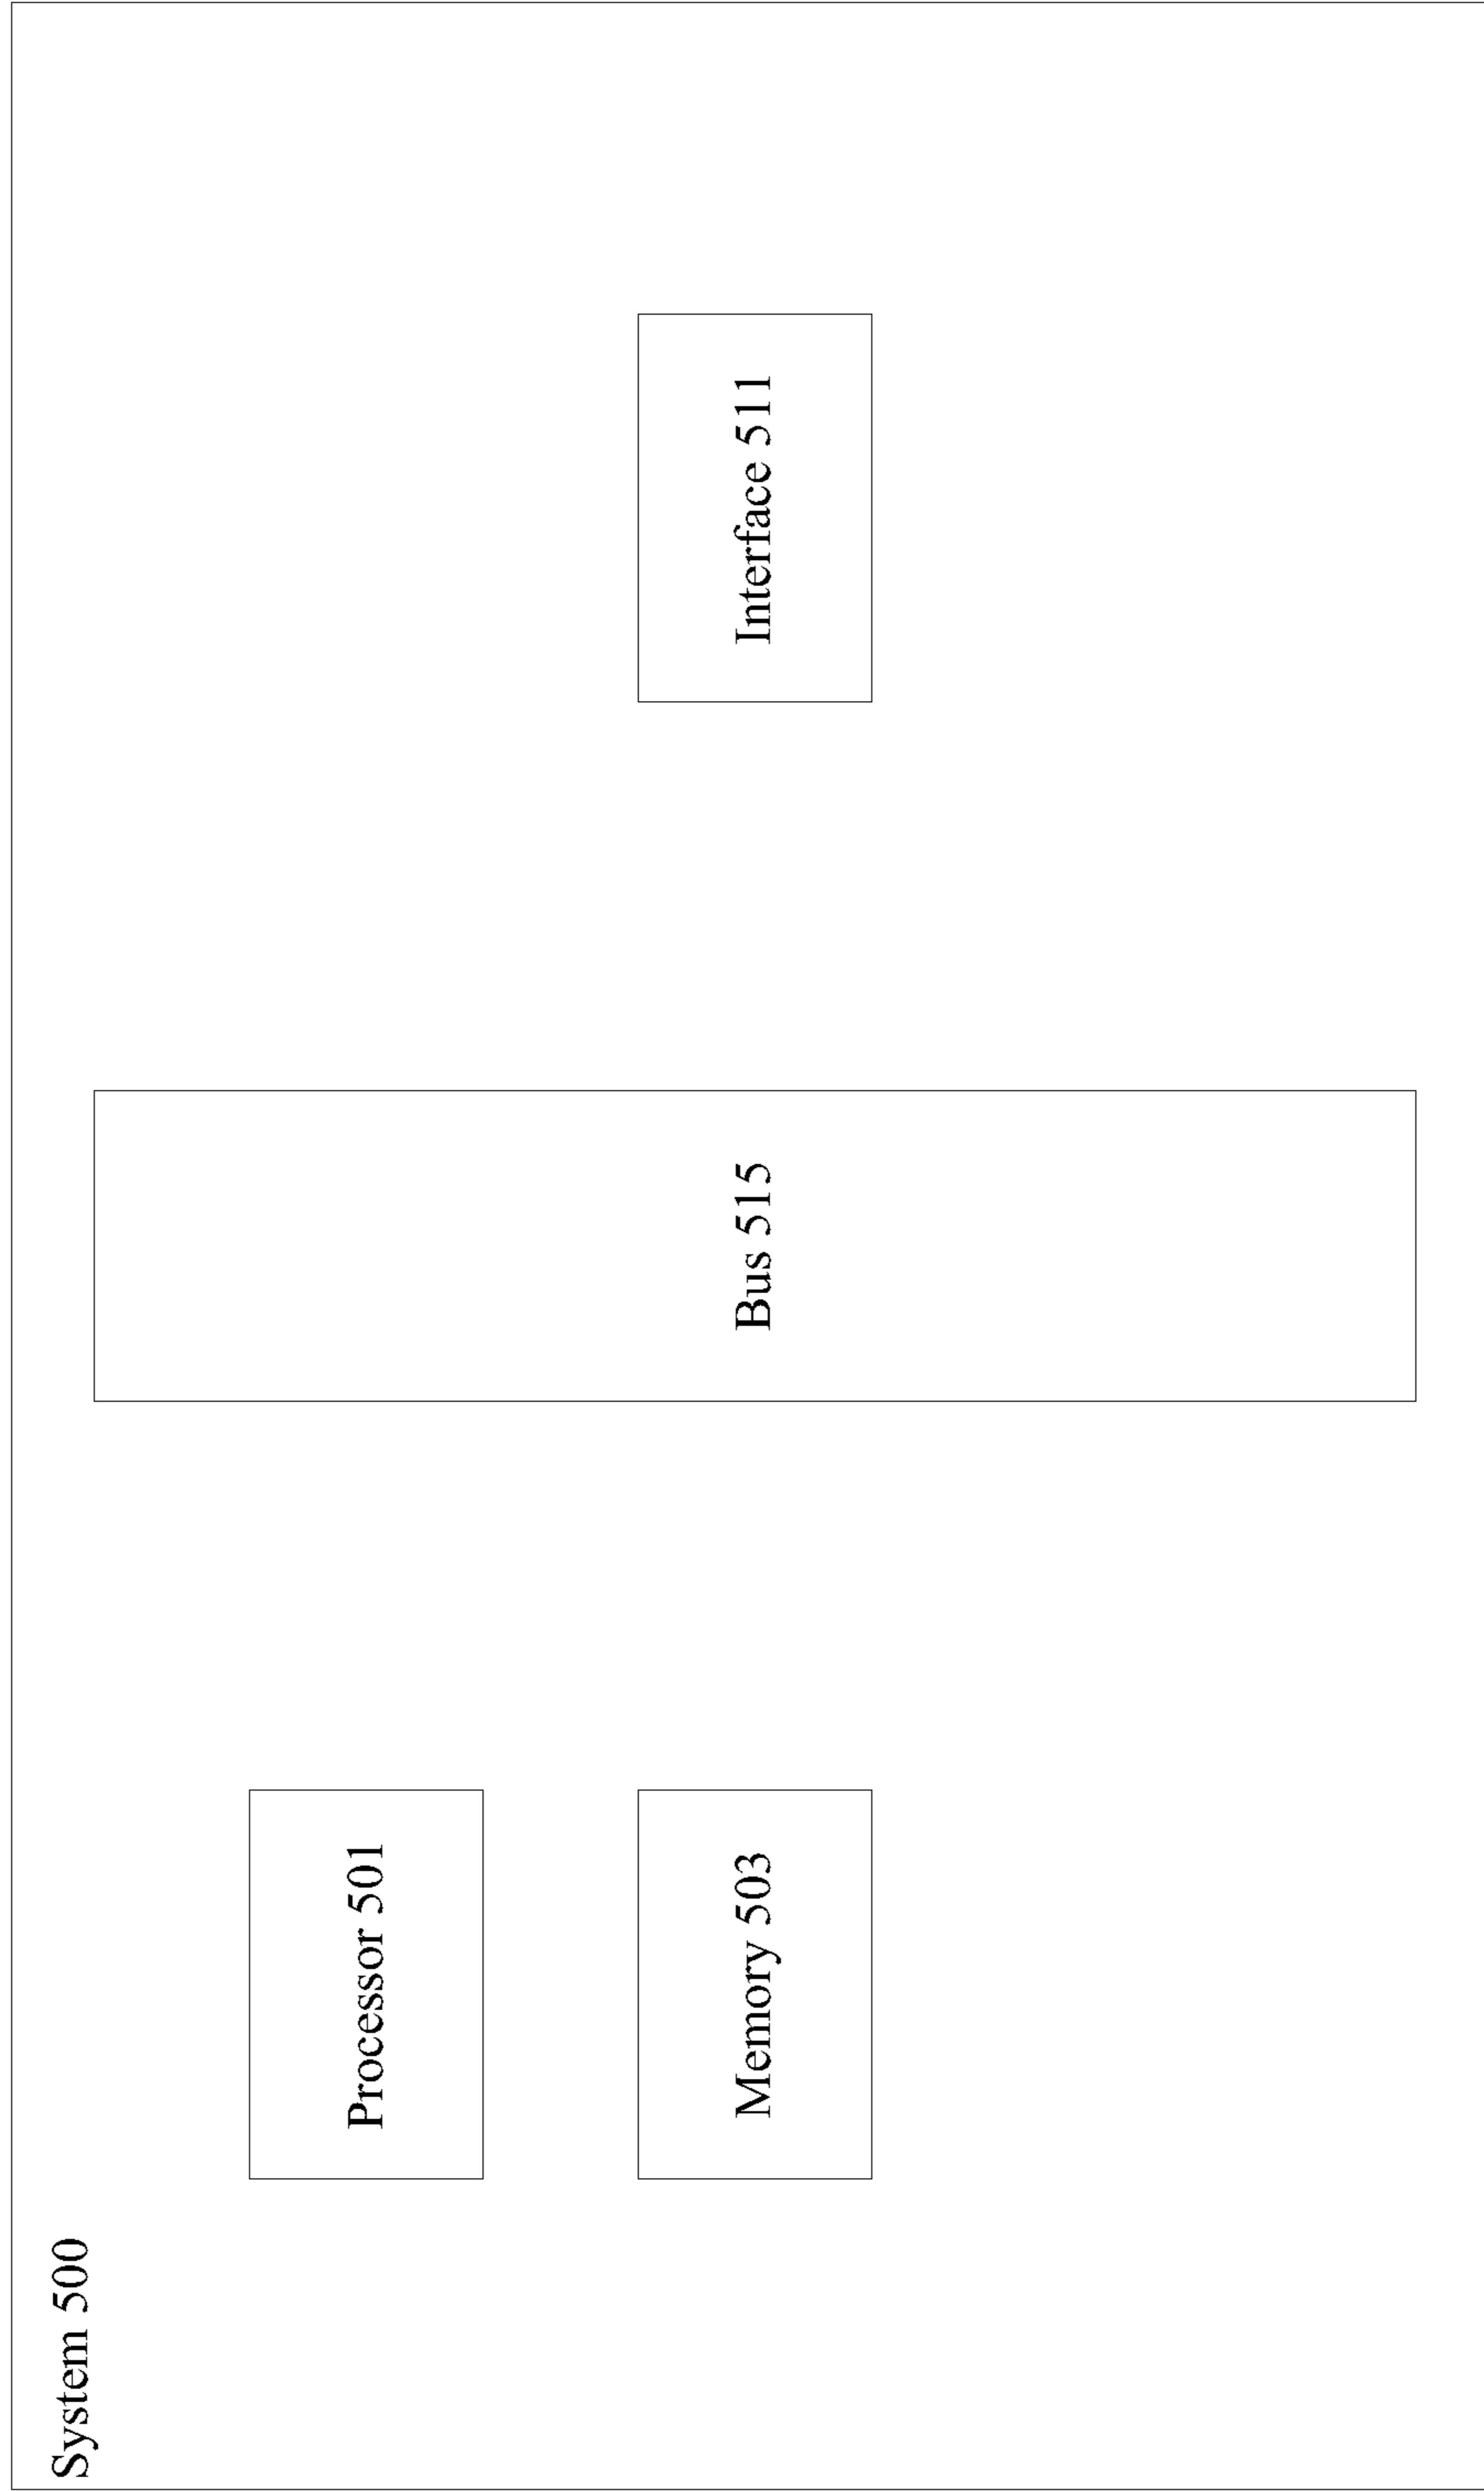 System 500
Processor 501
Memory 503
Bus 515
Interface 511